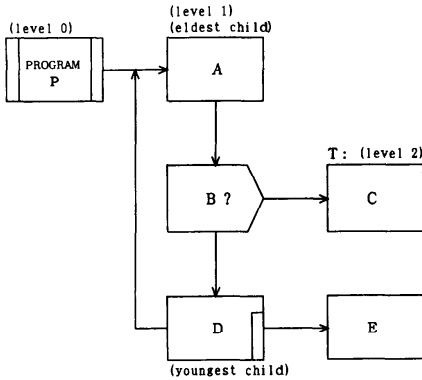 (level 1)
(eldest child)
(level 0)
PROGRAM
P
A
T: (level 2)
B ?
C
D
E
(youngest child)